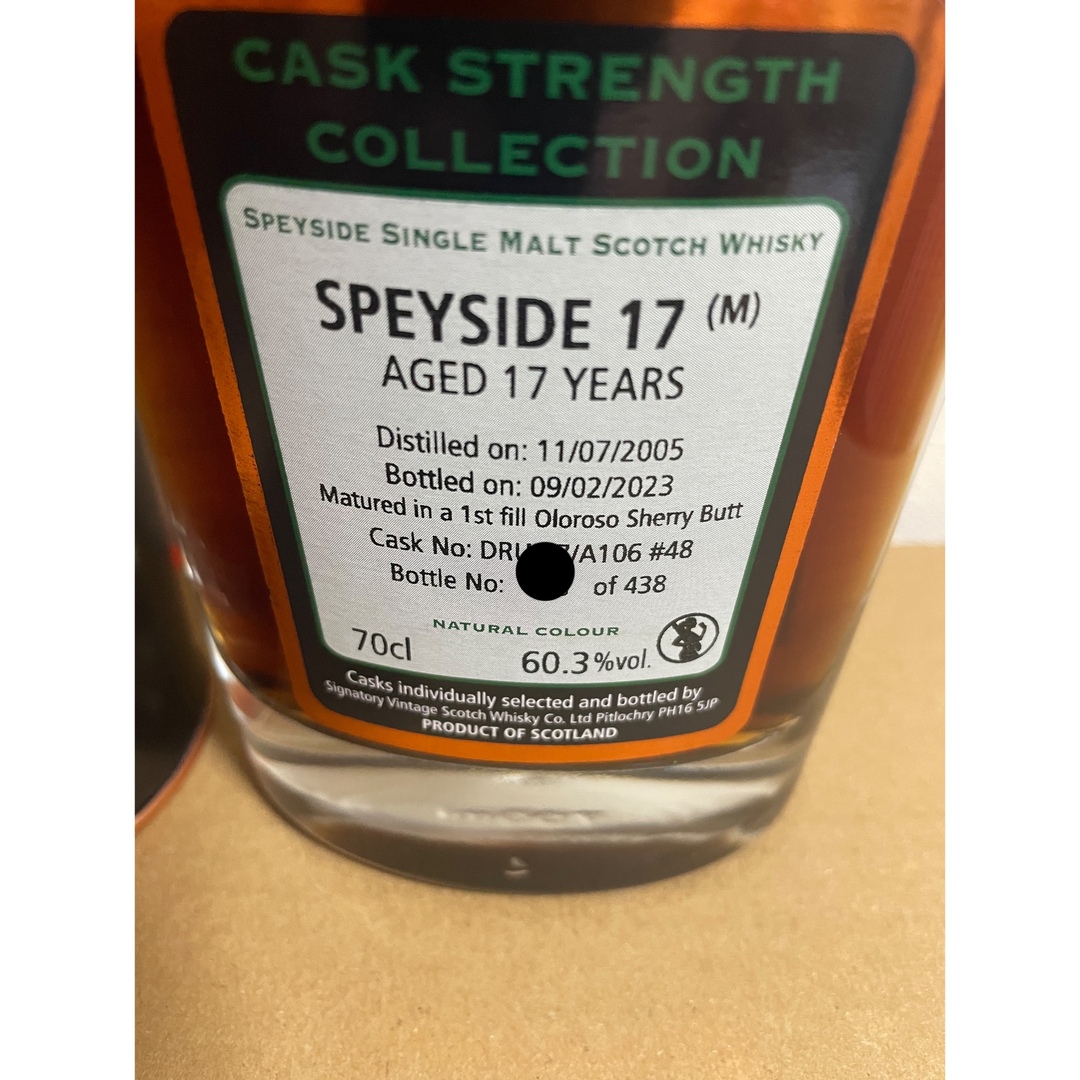 CASK STRENGTH
COLLECTION
SPEYSIDE SINGLE MALT SCOTCH WHISKY
SPEYSIDE 17 (M)
AGED 17 YEARS
Distilled on: 11/07/2005
Bottled on: 09/02/2023
Matured in a 1st fill Oloroso Sherry Butt
Cask No: /A106 #48
Bottle No: of 438
NATURAL COLOUR
70cl
60.3%vol.
Casks individually selected and bottled by
Signatory Vintage Scotch Whisky Co. Ltd Pitlochry PH16 5JP
PRODUCT OF SCOTLAND